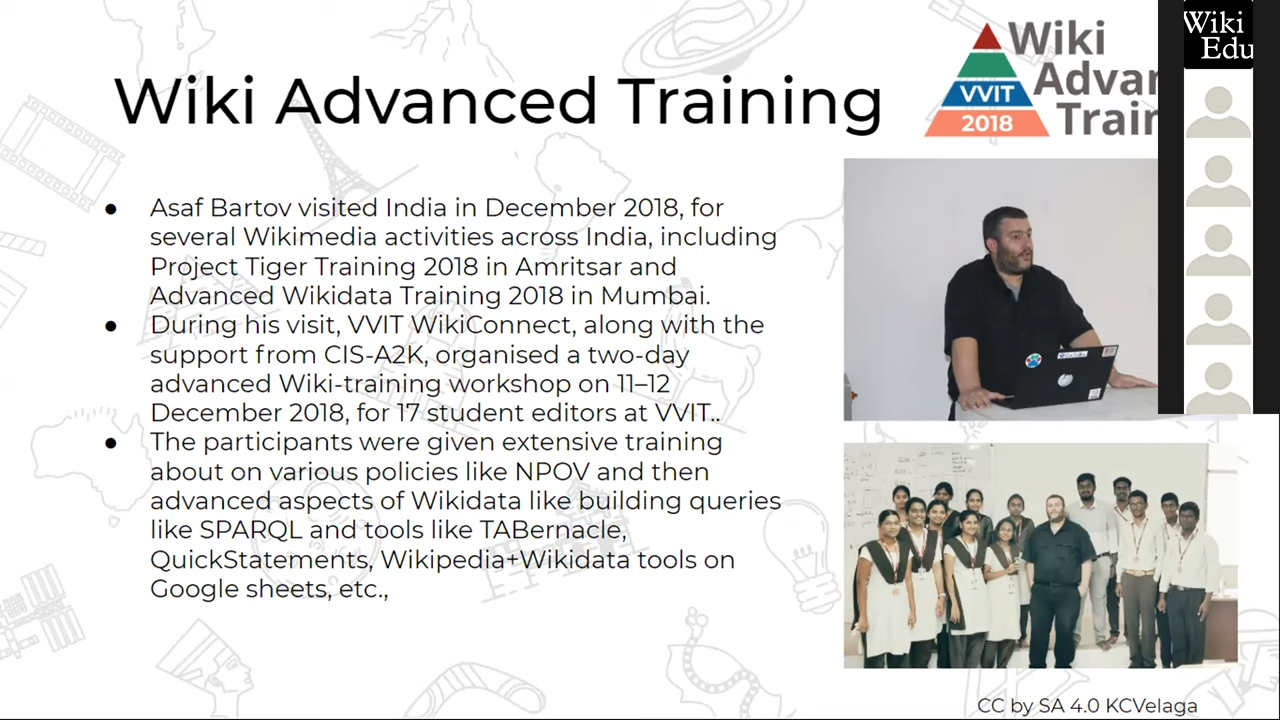 Wiki Advanced Training
Wiki
Advan
Train
VVIT
2018
Wiki
Edu
● Asaf Bartov visited India in December 2018, for
several Wikimedia activities across India, including
Project Tiger Training 2018 in Amritsar and
Advanced Wikidata Training 2018 in Mumbai.
● During his visit, VVIT WikiConnect, along with the
support from CIS-A2K, organised a two-day
advanced Wiki-training workshop on 11–12
December 2018, for 17 student editors at VVIT..
● The participants were given extensive training
about on various policies like NPOV and then
advanced aspects of Wikidata like building queries
like SPARQL and tools like TABernacle,
QuickStatements, Wikipedia+Wikidata tools on
Google sheets, etc.,
CC by SA 4.0 KCVelaga